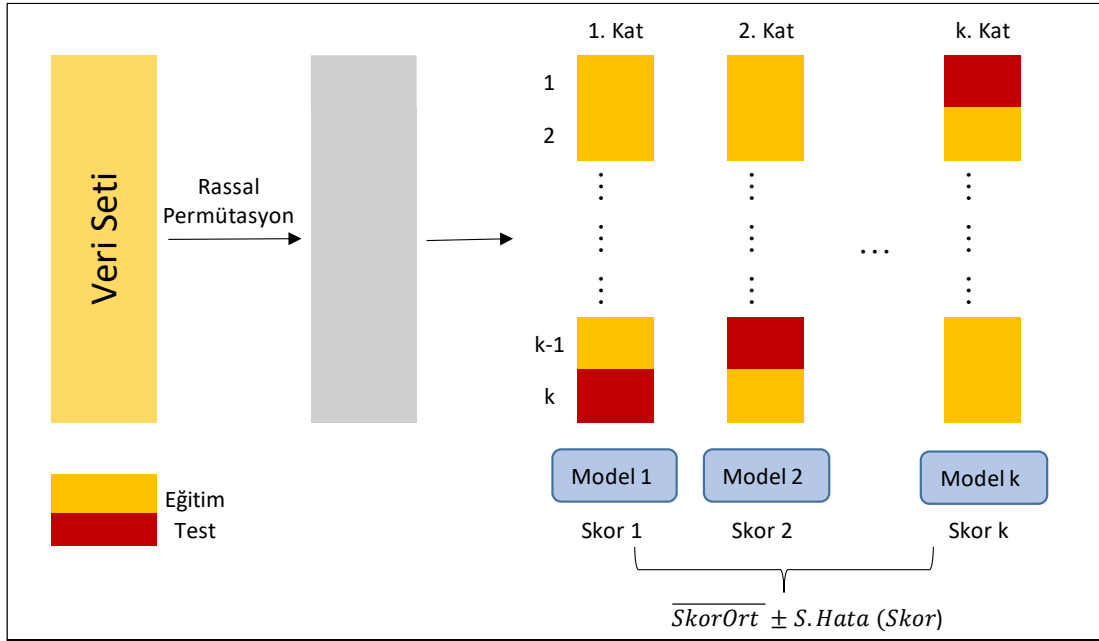 1. Kat
2. Kat
k. Kat
1
2
Veri Seti
Rassal
Permütasyon
...
k-1
k
Model 1
Model 2
Model k
Eğitim
Test
Skor 1
Skor 2
Skor k
SkorOrt ± S.Hata (Skor)